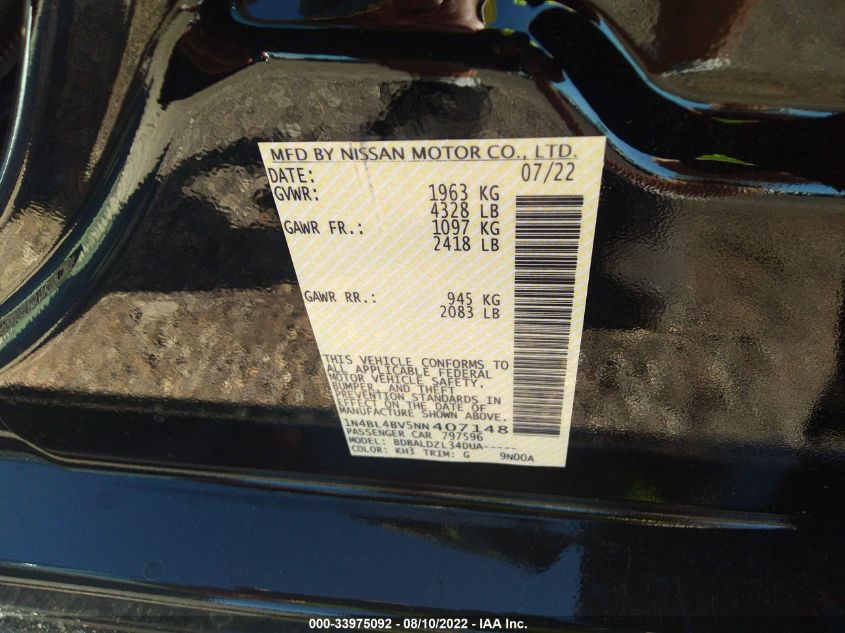 MFD BY NISSAN MOTOR CO., LTD.
DATE: 07/22
GVWR: 1963 KG
4328 LB
GAWR FR.: 1097 KG
2418 LB
GAWR RR.: 945 KG
2083 LB
THIS VEHICLE CONFORMS TO
ALL APPLICABLE FEDERAL
MOTOR VEHICLE SAFETY,
BUMPER, AND THEFT
PREVENTION STANDARDS IN
EFFECT ON THE DATE OF
MANUFACTURE SHOWN ABOVE.
1N4BL4BV5NN407148
PASSENGER CAR 797596
MODEL: BDBALDZL34DUA-----
COLOR: KH3 TRIM: G 9N00A
000-33975092 - 08/10/2022 - IAA Inc.